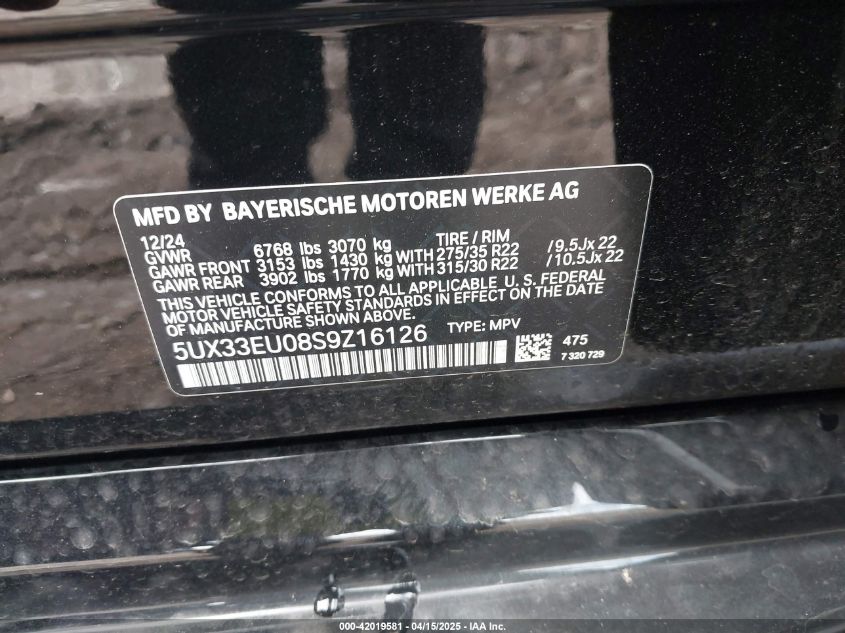 MFD BY BAYERISCHE MOTOREN WERKE AG
12/24 TIRE / RIM
GVWR 6768 lbs 3070 kg
GAWR FRONT 3153 lbs 1430 kg WITH 275/35 R22 /9.5Jx 22
GAWR REAR 3902 lbs 1770 kg WITH 315/30 R22 /10.5Jx 22
THIS VEHICLE CONFORMS TO ALL APPLICABLE U. S. FEDERAL
MOTOR VEHICLE SAFETY STANDARDS IN EFFECT ON THE DATE
OF MANUFACTURE SHOWN ABOVE.
5UX33EU08S9Z16126 TYPE: MPV
475
7 320 729
000-42019581 - 04/15/2025 - IAA Inc.